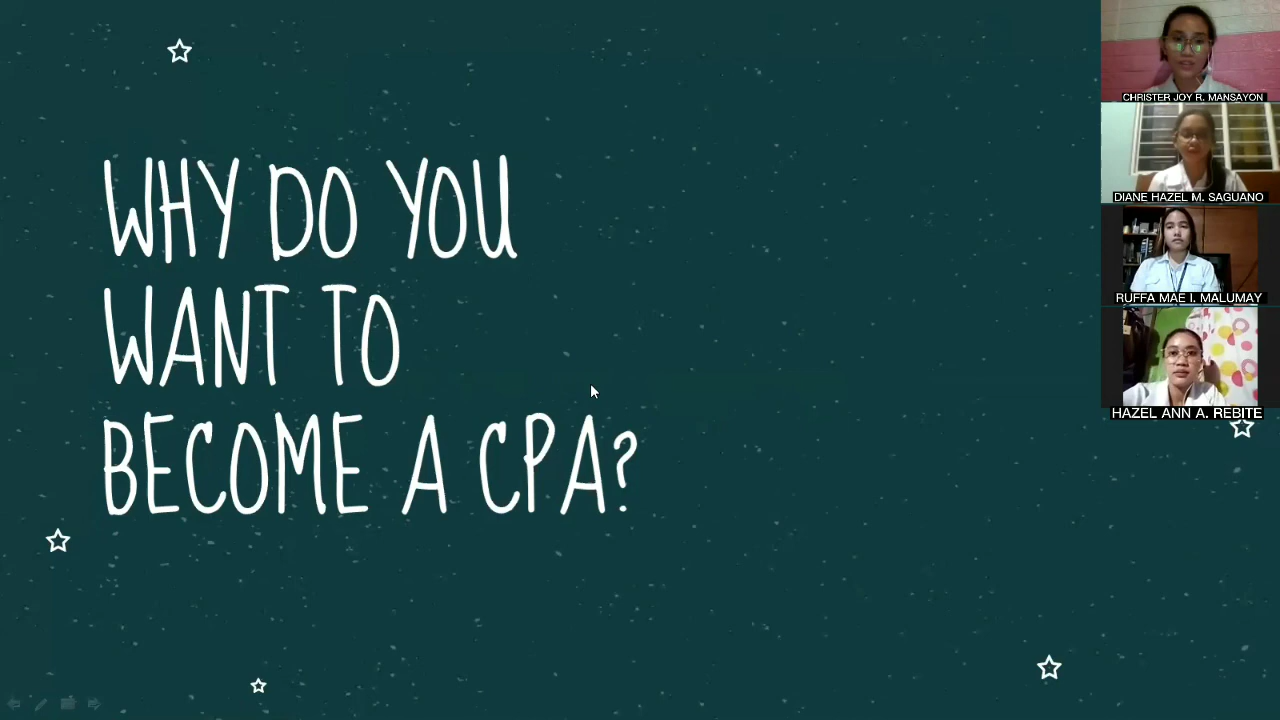 WHY DO YOU
WANT TO
BECOME A CPA?
CHRISTER JOY R. MANSAYON
DIANE HAZEL M. SAGUANO
RUFFA MAE I. MALUMAY
HAZEL ANN A. REBITE